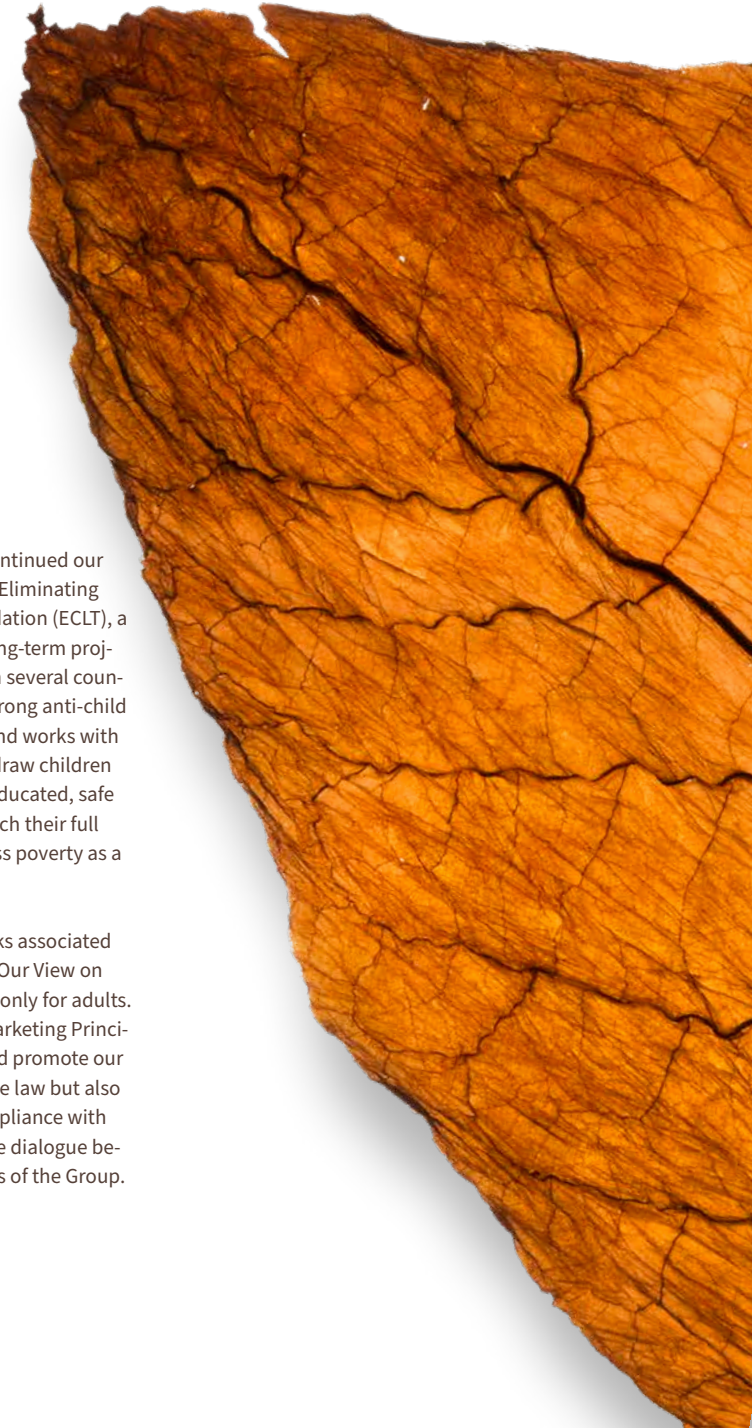 ntinued our
Eliminating
dation (ECLT), a
ng-term proj-
several coun-
rong anti-child
nd works with
draw children
ducated, safe
ch their full
ss poverty as a
ks associated
Our View on
only for adults.
arketing Princi-
d promote our
e law but also
pliance with
e dialogue be-
s of the Group.